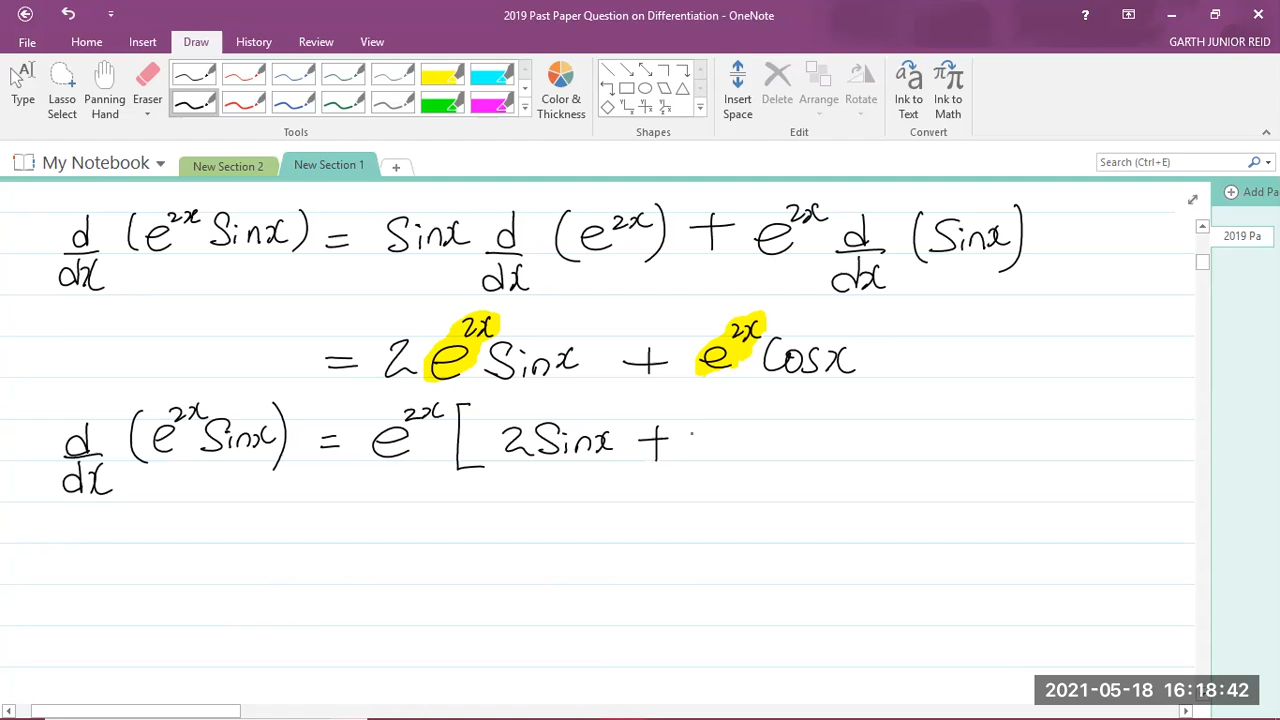 2019 Past Paper Question on Differentiation - OneNote
File Home Insert Draw History Review View GARTH JUNIOR REID
Type Lasso Select Panning Hand Eraser Color & Thickness Insert Space Delete Arrange Rotate Ink to Text Ink to Math
Tools Shapes Edit Convert
My Notebook New Section 2 New Section 1 + Search (Ctrl+E)
Add Pa
2019 Pa
d/dx (e^2x Sinx) = Sinx d/dx (e^2x) + e^2x d/dx (Sinx)
= 2e^2x Sinx + e^2x Cosx
d/dx (e^2x Sinx) = e^2x [ 2Sinx +
2021-05-18 16:18:42